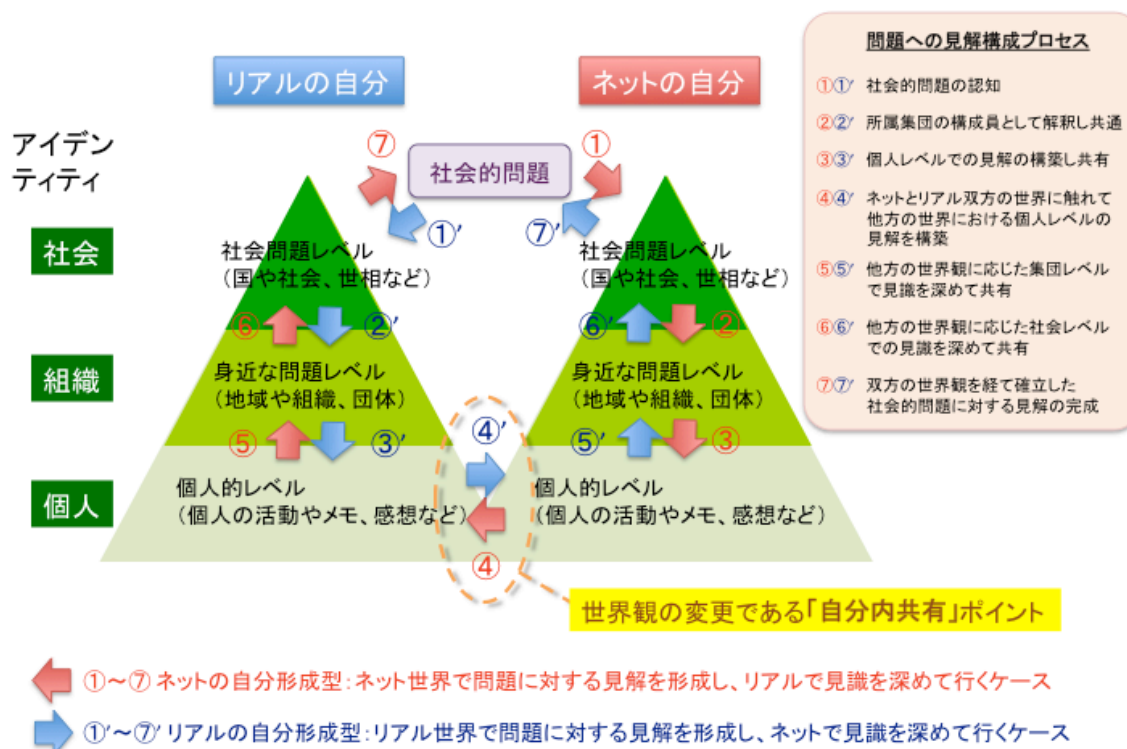 問題への見解構成プロセス
①①′ 社会的問題の認知
②②′ 所属集団の構成員として解釈し共通
③③′ 個人レベルでの見解の構築し共有
④④′ ネットとリアル双方の世界に触れて
他方の世界における個人レベルの
見解を構築
⑤⑤′ 他方の世界観に応じた集団レベル
で見識を深めて共有
⑥⑥′ 他方の世界観に応じた社会レベル
での見識を深めて共有
⑦⑦′ 双方の世界観を経て確立した
社会的問題に対する見解の完成
リアルの自分
ネットの自分
アイデン
ティティ
⑦
社会的問題
①
①′
⑦′
社会
社会問題レベル
（国や社会、世相など）
社会問題レベル
（国や社会、世相など）
⑥
②′
⑥′
②
組織
身近な問題レベル
（地域や組織、団体）
身近な問題レベル
（地域や組織、団体）
⑤
③′
④′
⑤′
③
個人
個人的レベル
（個人の活動やメモ、感想など）
個人的レベル
（個人の活動やメモ、感想など）
④
世界観の変更である「自分内共有」ポイント
①～⑦ ネットの自分形成型：ネット世界で問題に対する見解を形成し、リアルで見識を深めて行くケース
①′～⑦′ リアルの自分形成型：リアル世界で問題に対する見解を形成し、ネットで見識を深めて行くケース